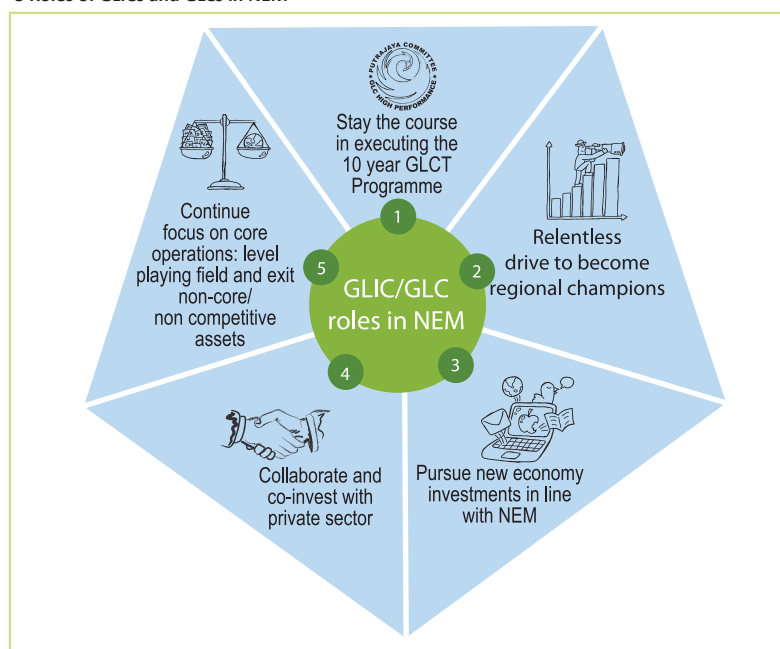 PUTRAJAYA COMMITTEE
GLC HIGH PERFORMANCE
Stay the course
in executing the
10 year GLCT
Programme
1
Relentless
drive to become
regional champions
2
Pursue new economy
investments in line
with NEM
3
Collaborate and
co-invest with
private sector
4
Continue
focus on core
operations: level
playing field and exit
non-core/
non competitive
assets
5
GLIC/GLC
roles in NEM